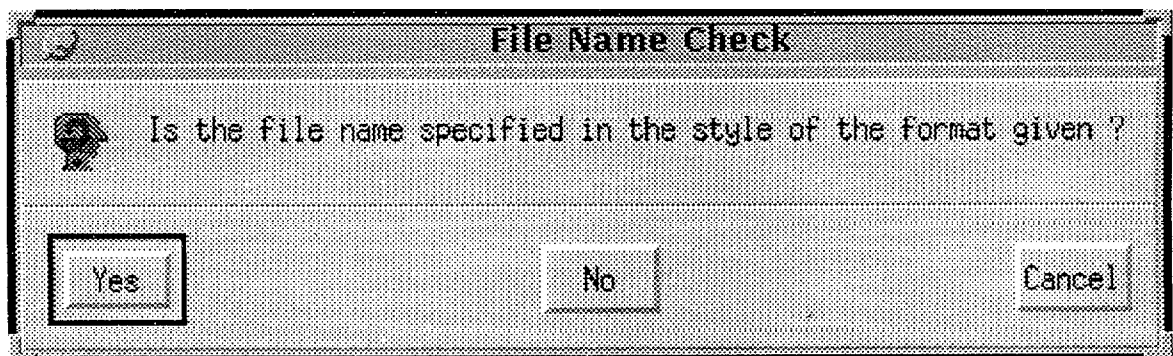 File Name Check
Is the file name specified in the style of the format given ?
Yes
No
Cancel